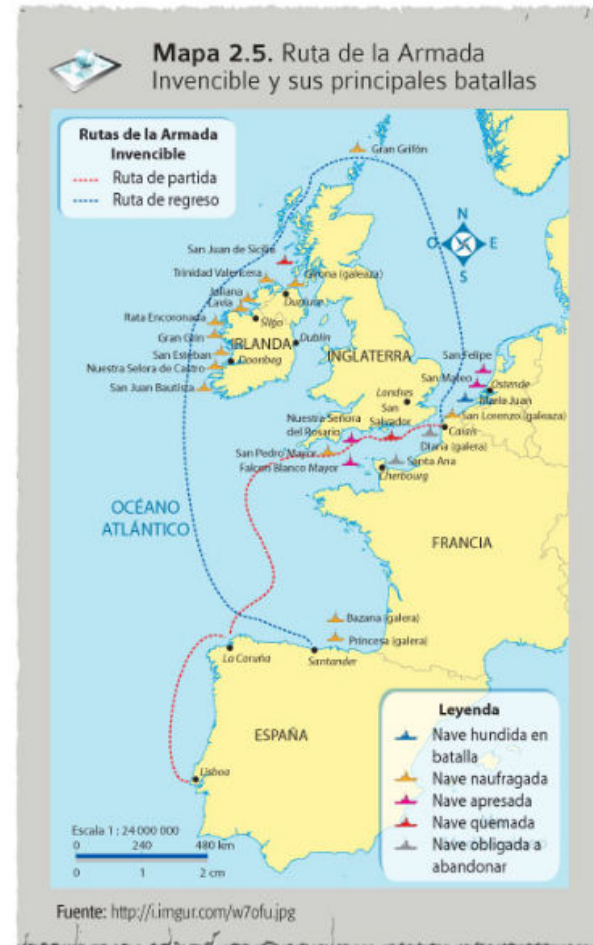 Mapa 2.5. Ruta de la Armada
Invencible y sus principales batallas
Rutas de la Armada
Invencible
Ruta de partida
Ruta de regreso
Gran Grifón
N
O
E
S
San Juan de Sicilia
Trinidad Valencera
Girona (galeaza)
Juliana
Lavia
Dugiura
Rata Encoronada
Sligo
Gran Grin
IRLANDA
Dublín
San Esteban
Doonbeg
INGLATERRA
Nuestra Selora de Castro
San Juan Bautista
San Felipe
San Mateo
Ostende
María Juan
Londres
San
Salvador
San Lorenzo (galeaza)
Calais
Nuestra Señora
del Rosario
Diana (galera)
San Pedro Mayor
Falcon Blanco Mayor
Santa Ana
Cherbourg
OCÉANO
ATLÁNTICO
FRANCIA
Bazana (galera)
Princesa (galera)
La Coruña
Santander
ESPAÑA
Lisboa
Leyenda
Nave hundida en
batalla
Nave naufragada
Nave apresada
Nave quemada
Nave obligada a
abandonar
Escala 1 : 24 000 000
0 240 480 km
0 1 2 cm
Fuente: http://i.imgur.com/w7ofu.jpg